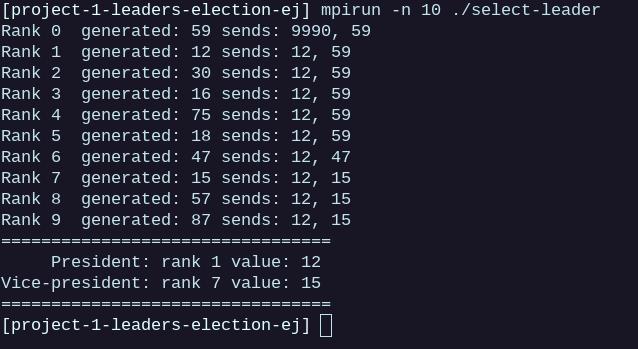 [project-1-leaders-election-ej] mpirun -n 10 ./select-leader
Rank 0  generated: 59 sends: 9990, 59
Rank 1  generated: 12 sends: 12, 59
Rank 2  generated: 30 sends: 12, 59
Rank 3  generated: 16 sends: 12, 59
Rank 4  generated: 75 sends: 12, 59
Rank 5  generated: 18 sends: 12, 59
Rank 6  generated: 47 sends: 12, 47
Rank 7  generated: 15 sends: 12, 15
Rank 8  generated: 57 sends: 12, 15
Rank 9  generated: 87 sends: 12, 15
=================================
     President: rank 1 value: 12
Vice-president: rank 7 value: 15
=================================
[project-1-leaders-election-ej]